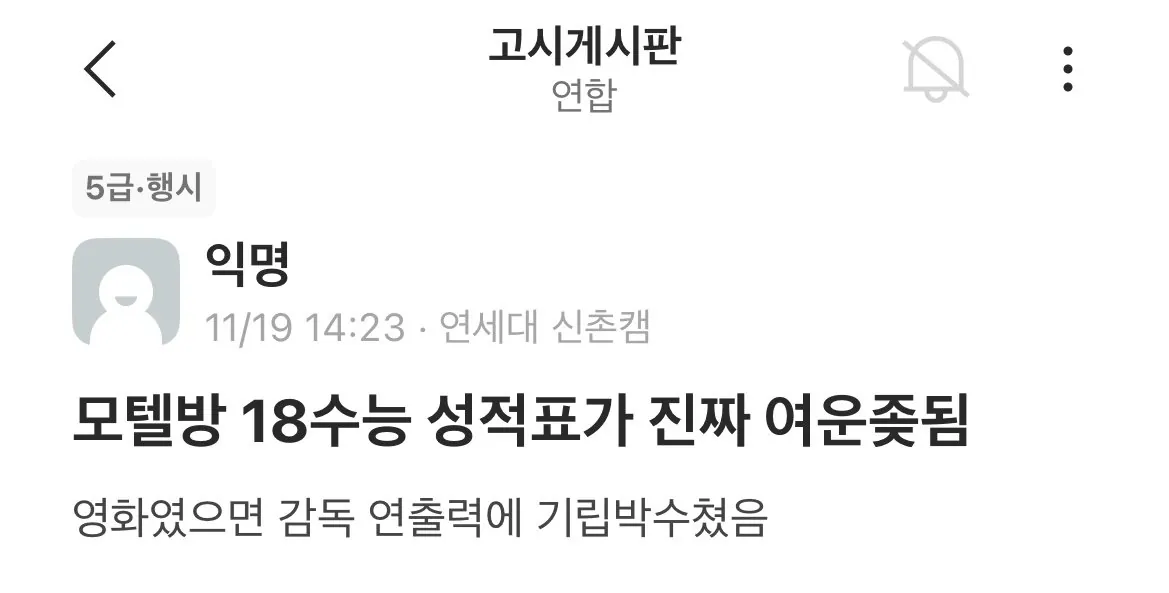 고시게시판
연합
5급·행시
익명
11/19 14:23 · 연세대 신촌캠
모텔방 18수능 성적표가 진짜 여운좆됨
영화였으면 감독 연출력에 기립박수쳤음